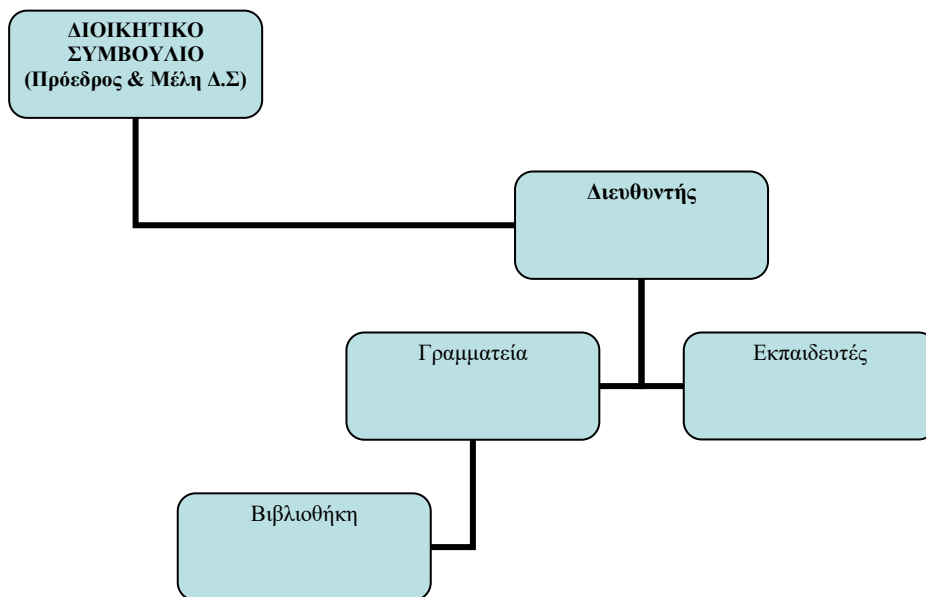 ΔΙΟΙΚΗΤΙΚΟ
ΣΥΜΒΟΥΛΙΟ
(Πρόεδρος & Μέλη Δ.Σ)
Διευθυντής
Γραμματεία
Εκπαιδευτές
Βιβλιοθήκη